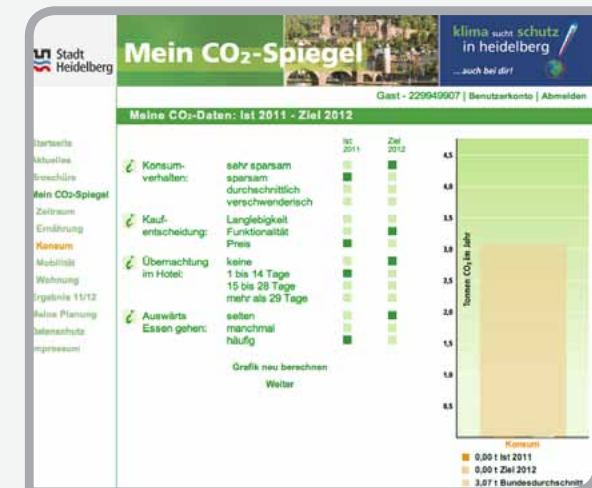 Stadt
Heidelberg
Mein CO₂-Spiegel
klima sucht schutz
in heidelberg
... auch bei dir!
Gast - 229949907 | Benutzerkonto | Abmelden
Meine CO₂-Daten: Ist 2011 - Ziel 2012
Startseite
Aktuelles
Broschüre
Mein CO₂-Spiegel
Zeitraum
Ernährung
Konsum
Mobilität
Wohnung
Ergebnis 11/12
Meine Planung
Datenschutz
Impressum
Ist Ziel
2011 2012
i Konsum- sehr sparsam
verhalten: sparsam
durchschnittlich
verschwenderisch
i Kauf- Langlebigkeit
entscheidung: Funktionalität
Preis
i Übernachtung keine
im Hotel: 1 bis 14 Tage
15 bis 28 Tage
mehr als 29 Tage
i Auswärts selten
Essen gehen: manchmal
häufig
Grafik neu berechnen
Weiter
Tonnen CO₂ im Jahr
4,5
4,0
3,5
3,0
2,5
2,0
1,5
1,0
0,5
Konsum
0,00 t Ist 2011
0,00 t Ziel 2012
3,07 t Bundesdurchschnitt